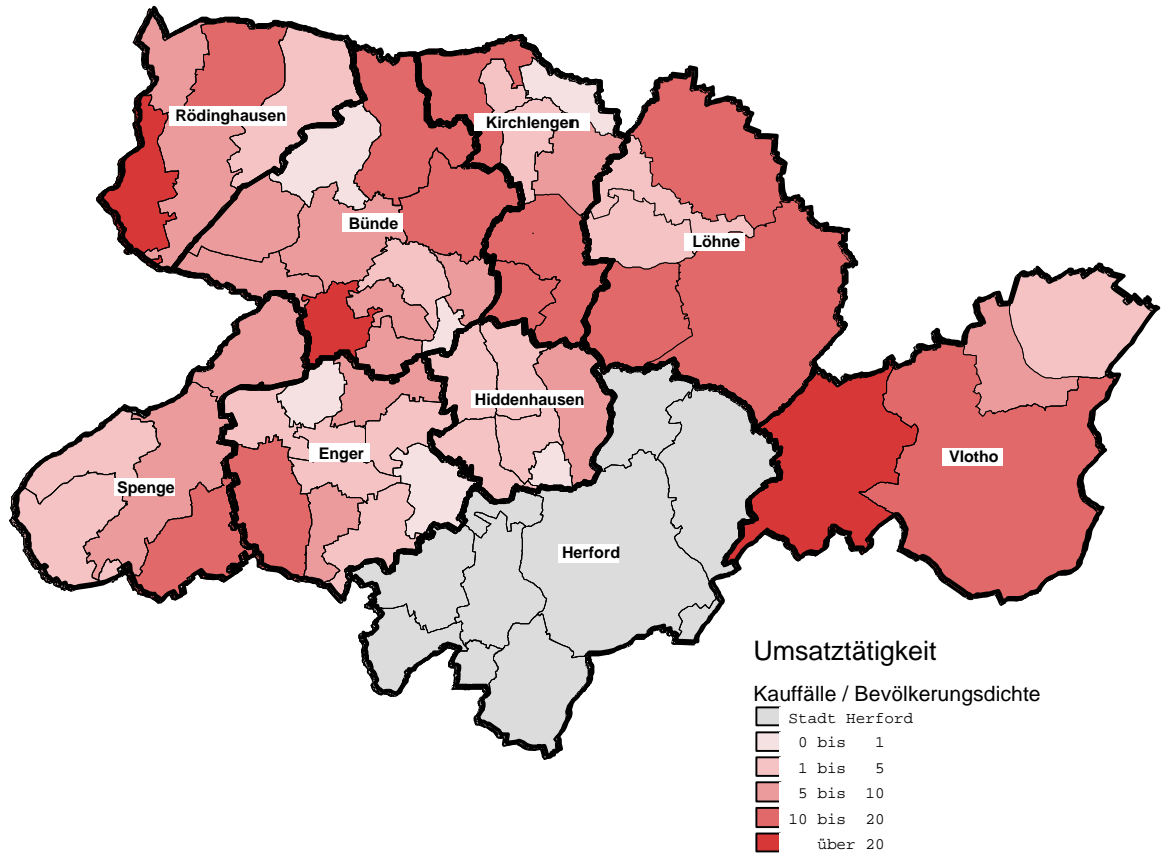 Rödinghausen
Kirchlengen
Bünde
Löhne
Hiddenhausen
Enger
Vlotho
Spenge
Herford
Umsatztätigkeit
Kauffälle / Bevölkerungsdichte
Stadt Herford
0 bis 1
1 bis 5
5 bis 10
10 bis 20
über 20